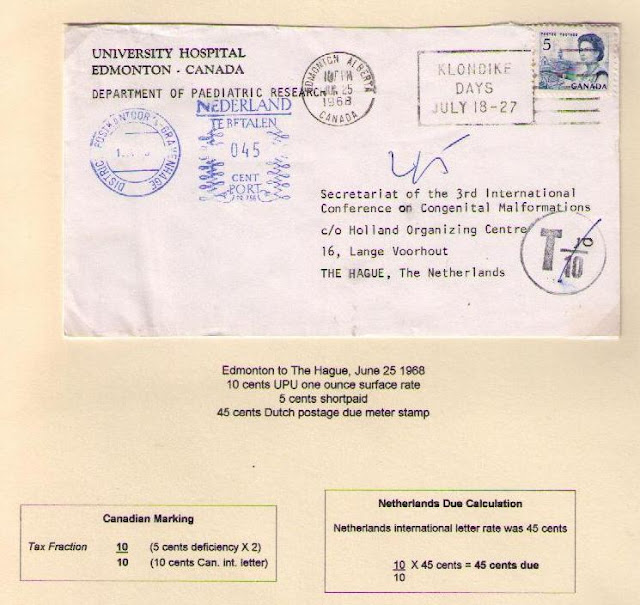 UNIVERSITY HOSPITAL
EDMONTON - CANADA
DEPARTMENT OF PAEDIATRIC RESEARCH
EDMONTON ALBERTA
PM
25
1968
CANADA
KLONDIKE
DAYS
JULY 18-27
5
CANADA
DISTRIC POSTKANTOOR 'S GRAVENHAGE
NEDERLAND
TE BETALEN
045
CENT
PORT
45
Secretariat of the 3rd International
Conference on Congenital Malformations
c/o Holland Organizing Centre
16, Lange Voorhout
THE HAGUE, The Netherlands
T 10
10
Edmonton to The Hague, June 25 1968
10 cents UPU one ounce surface rate
5 cents shortpaid
45 cents Dutch postage due meter stamp
Canadian Marking
Tax Fraction 10 (5 cents deficiency X 2)
10 (10 cents Can. int. letter)
Netherlands Due Calculation
Netherlands international letter rate was 45 cents
10 X 45 cents = 45 cents due
10